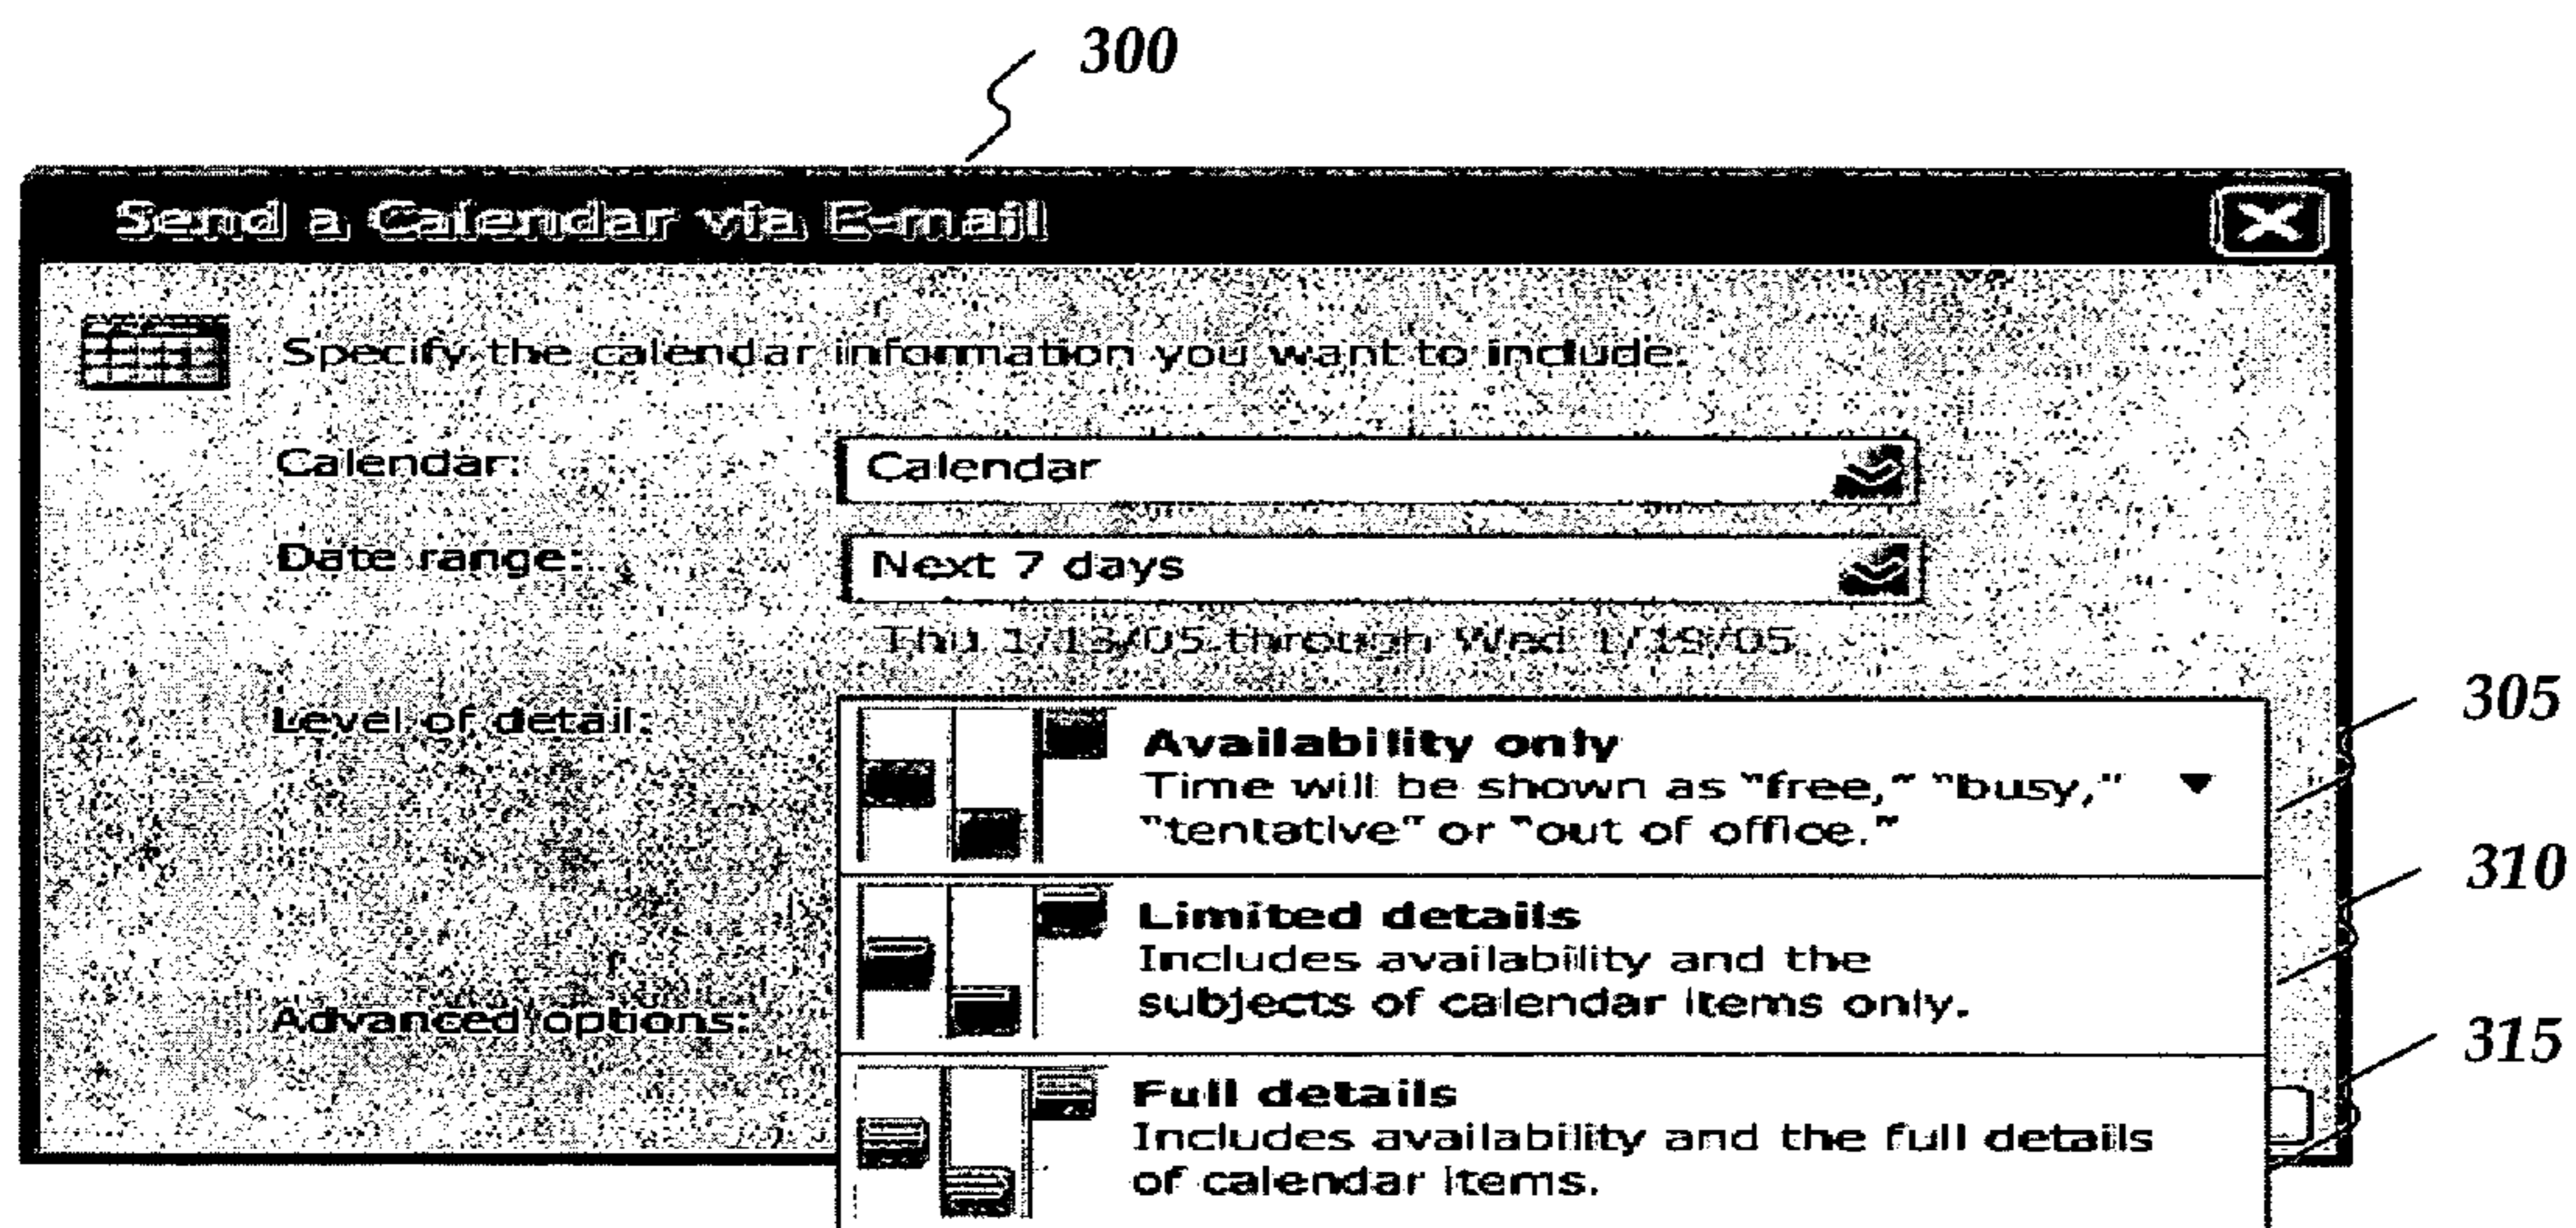 300
Send a Calendar via E-mail
Specify the calendar information you want to include.
Calendar: Calendar
Date range: Next 7 days
Thu 1/13/05 through Wed 1/19/05
Level of detail:
Availability only
Time will be shown as "free," "busy,"
"tentative" or "out of office."
305
Limited details
Includes availability and the
subjects of calendar items only.
310
Advanced options:
Full details
Includes availability and the full details
of calendar items.
315